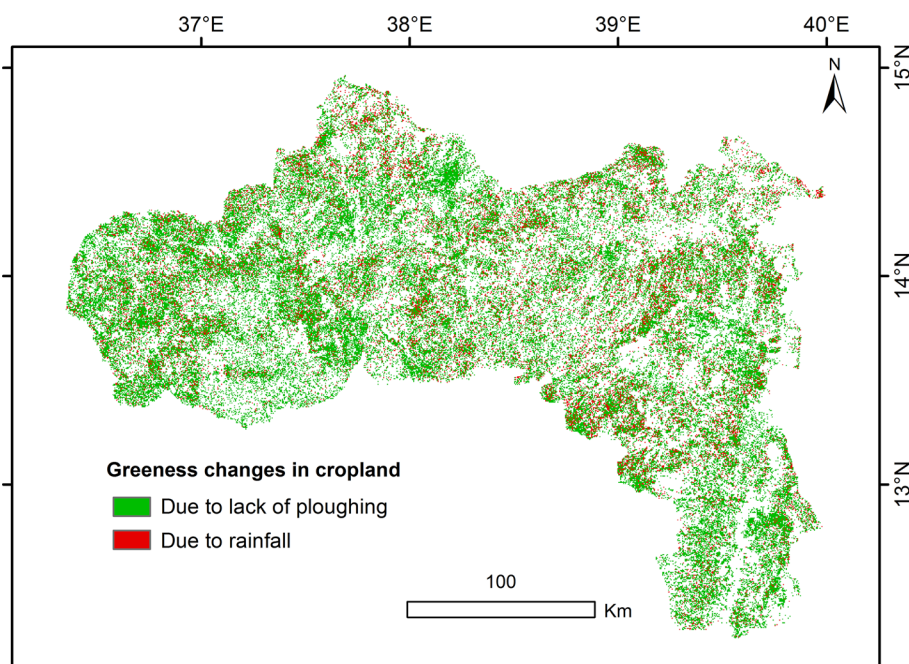 37°E 38°E 39°E 40°E
15°N
N
14°N
Greeness changes in cropland
13°N
Due to lack of ploughing
Due to rainfall
100
Km